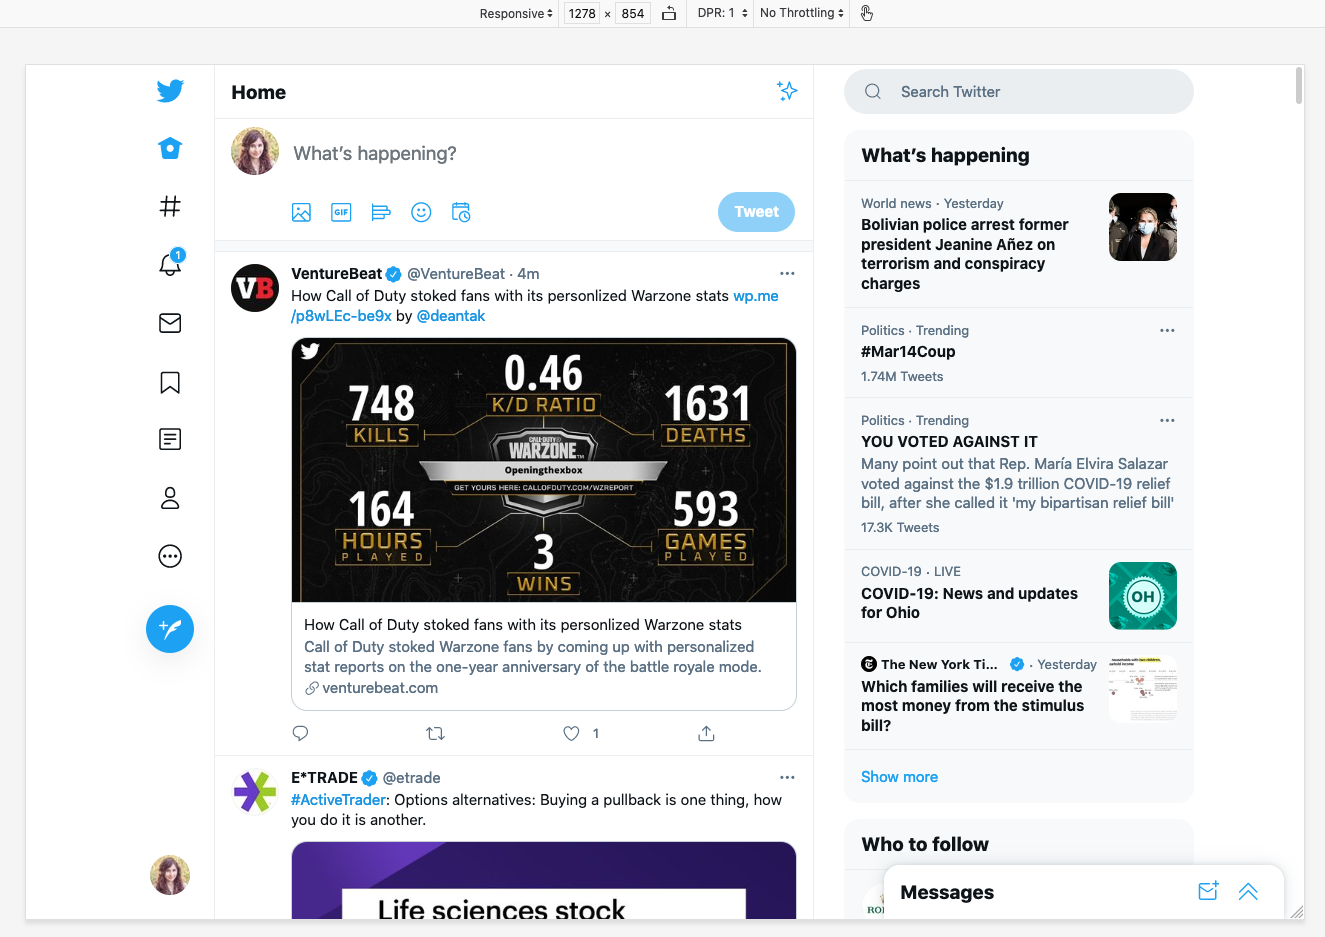 Responsive 1278 × 854 DPR: 1 No Throttling
Home
Search Twitter
What's happening?
GIF
Tweet
1
VentureBeat @VentureBeat · 4m
How Call of Duty stoked fans with its personlized Warzone stats wp.me
/p8wLEc-be9x by @deantak
VB
748
KILLS
0.46
K/D RATIO
1631
DEATHS
CALL OF DUTY
WARZONE™
Openingthexbox
GET YOURS HERE: CALLOFDUTY.COM/WZREPORT
164
HOURS
PLAYED
3
WINS
593
GAMES
PLAYED
How Call of Duty stoked fans with its personlized Warzone stats
Call of Duty stoked Warzone fans by coming up with personalized
stat reports on the one-year anniversary of the battle royale mode.
venturebeat.com
1
E*TRADE @etrade
#ActiveTrader: Options alternatives: Buying a pullback is one thing, how
you do it is another.
Life sciences stock
What's happening
World news · Yesterday
Bolivian police arrest former
president Jeanine Añez on
terrorism and conspiracy
charges
Politics · Trending
#Mar14Coup
1.74M Tweets
Politics · Trending
YOU VOTED AGAINST IT
Many point out that Rep. María Elvira Salazar
voted against the $1.9 trillion COVID-19 relief
bill, after she called it 'my bipartisan relief bill'
17.3K Tweets
COVID-19 · LIVE
COVID-19: News and updates
for Ohio
OH
The New York Ti... · Yesterday
Which families will receive the
most money from the stimulus
bill?
Show more
Who to follow
Messages